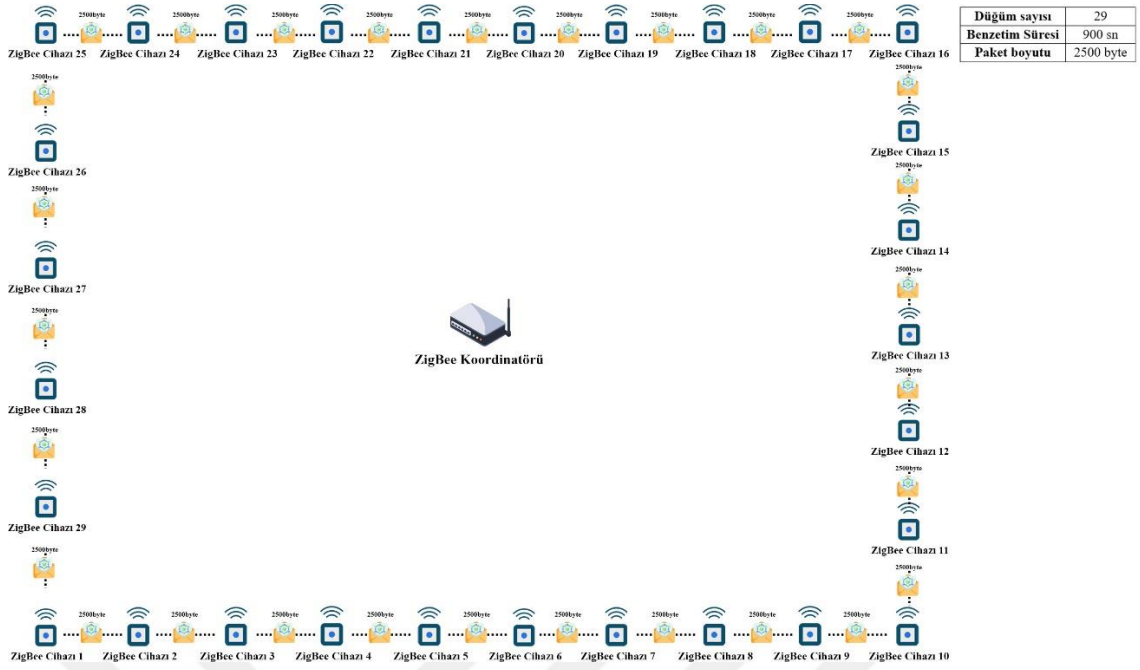 2500byte 2500byte 2500byte 2500byte 2500byte 2500byte 2500byte 2500byte 2500byte
ZigBee Cihazı 25 ZigBee Cihazı 24 ZigBee Cihazı 23 ZigBee Cihazı 22 ZigBee Cihazı 21 ZigBee Cihazı 20 ZigBee Cihazı 19 ZigBee Cihazı 18 ZigBee Cihazı 17 ZigBee Cihazı 16
Düğüm sayısı 29
Benzetim Süresi 900 sn
Paket boyutu 2500 byte
2500byte
2500byte
ZigBee Cihazı 15
ZigBee Cihazı 26
2500byte
2500byte
ZigBee Cihazı 14
2500byte
ZigBee Cihazı 27
2500byte
ZigBee Cihazı 13
ZigBee Koordinatörü
2500byte
ZigBee Cihazı 28
2500byte
ZigBee Cihazı 12
2500byte
ZigBee Cihazı 29
2500byte
ZigBee Cihazı 11
2500byte
2500byte 2500byte 2500byte 2500byte 2500byte 2500byte 2500byte 2500byte 2500byte
ZigBee Cihazı 1 ZigBee Cihazı 2 ZigBee Cihazı 3 ZigBee Cihazı 4 ZigBee Cihazı 5 ZigBee Cihazı 6 ZigBee Cihazı 7 ZigBee Cihazı 8 ZigBee Cihazı 9 ZigBee Cihazı 10